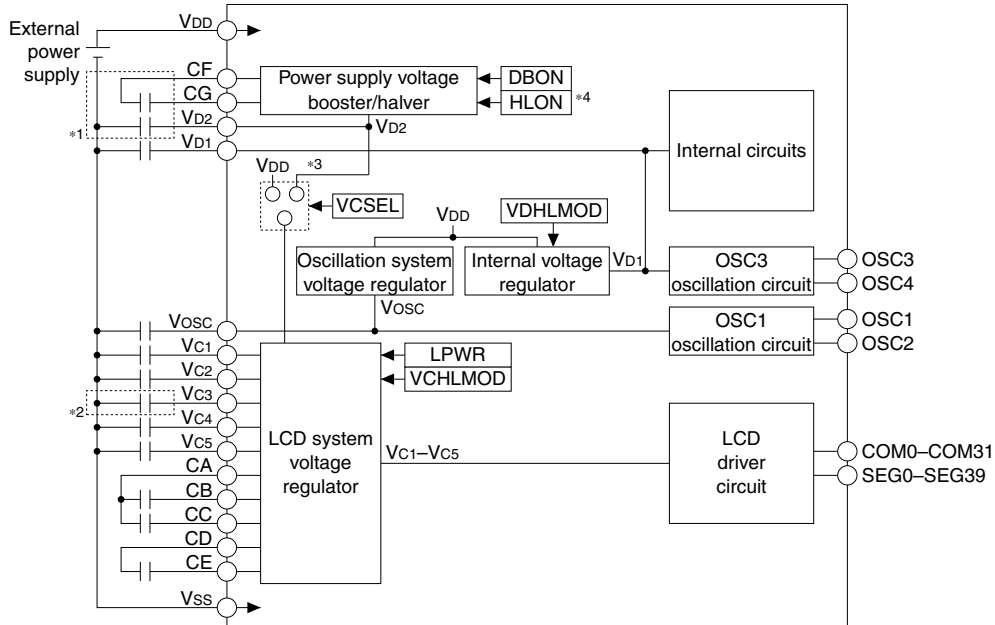 External
power
supply
VDD
CF
CG
*1
VD2
VD1
Power supply voltage
booster/halver
DBON
HLON
*4
VD2
Internal circuits
VDD
*3
VCSEL
VDD
VDHLMOD
Oscillation system
voltage regulator
Internal voltage
regulator
VD1
VOSC
OSC3
oscillation circuit
OSC3
OSC4
OSC1
oscillation circuit
OSC1
OSC2
VOSC
VC1
VC2
VC3
*2
VC4
VC5
CA
CB
CC
CD
CE
VSS
LCD system
voltage
regulator
LPWR
VCHLMOD
VC1–VC5
LCD
driver
circuit
COM0–COM31
SEG0–SEG39